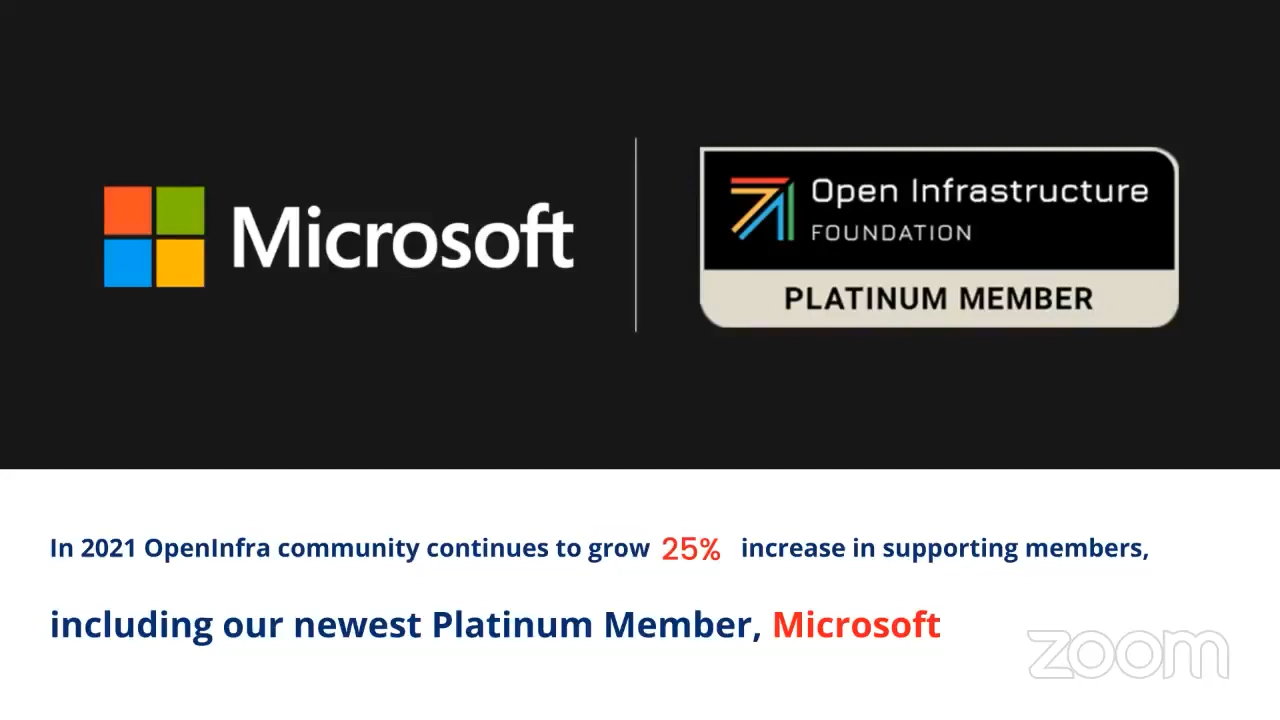 Microsoft
Open Infrastructure
FOUNDATION
PLATINUM MEMBER
In 2021 OpenInfra community continues to grow 25% increase in supporting members,
including our newest Platinum Member, Microsoft
zoom